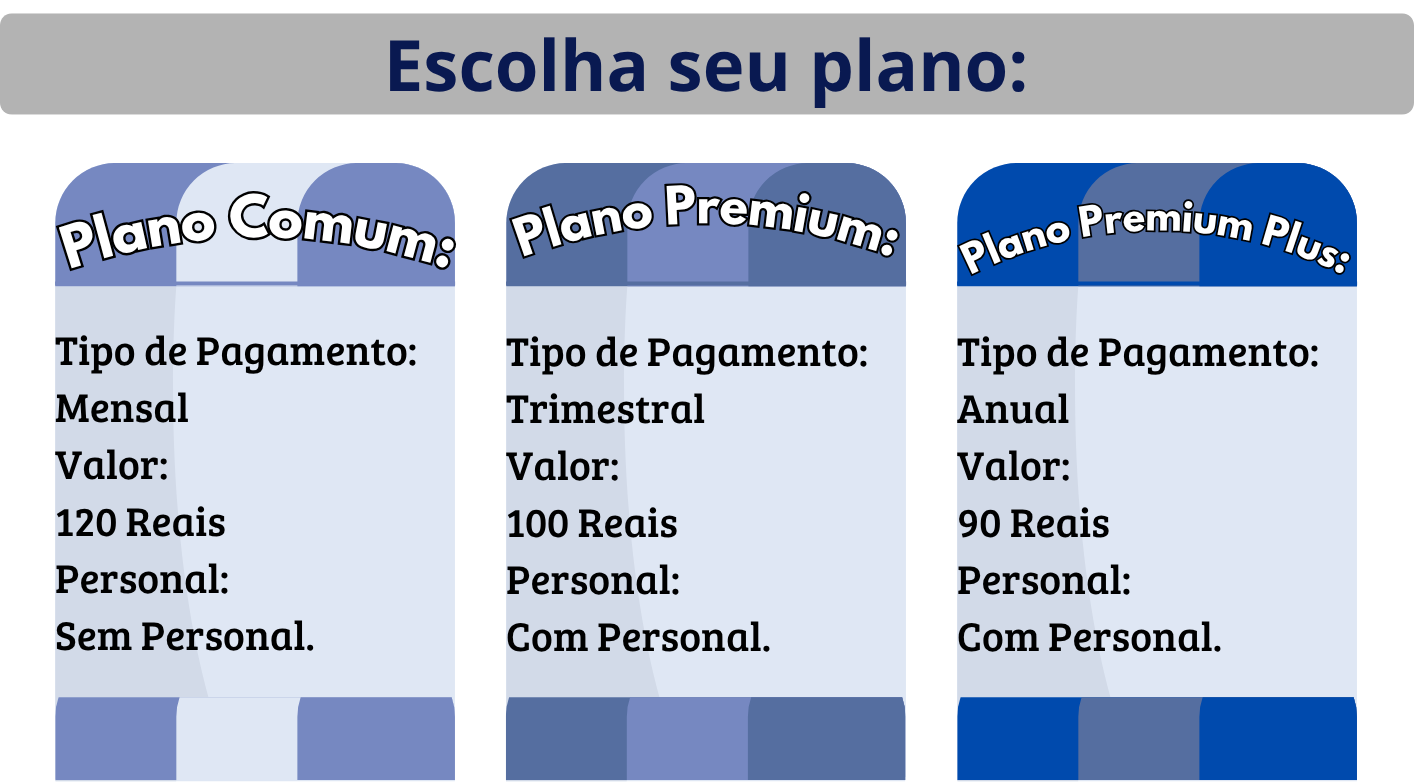 Escolha seu plano:
Plano Comum:
Tipo de Pagamento:
Mensal
Valor:
120 Reais
Personal:
Sem Personal.
Plano Premium:
Tipo de Pagamento:
Trimestral
Valor:
100 Reais
Personal:
Com Personal.
Plano Premium Plus:
Tipo de Pagamento:
Anual
Valor:
90 Reais
Personal:
Com Personal.